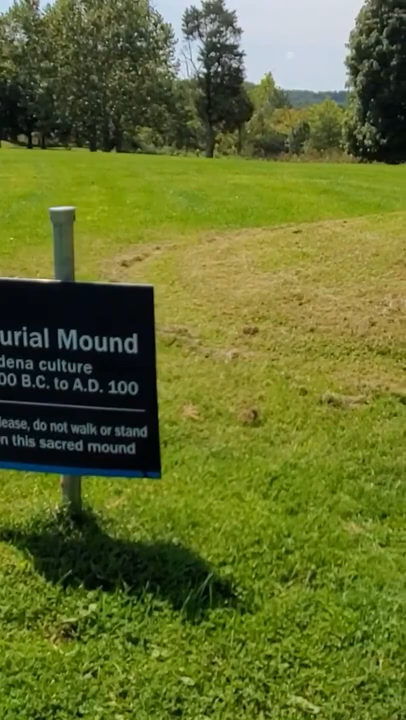 urial Mound
dena culture
00 B.C. to A.D. 100
lease, do not walk or stand
n this sacred mound